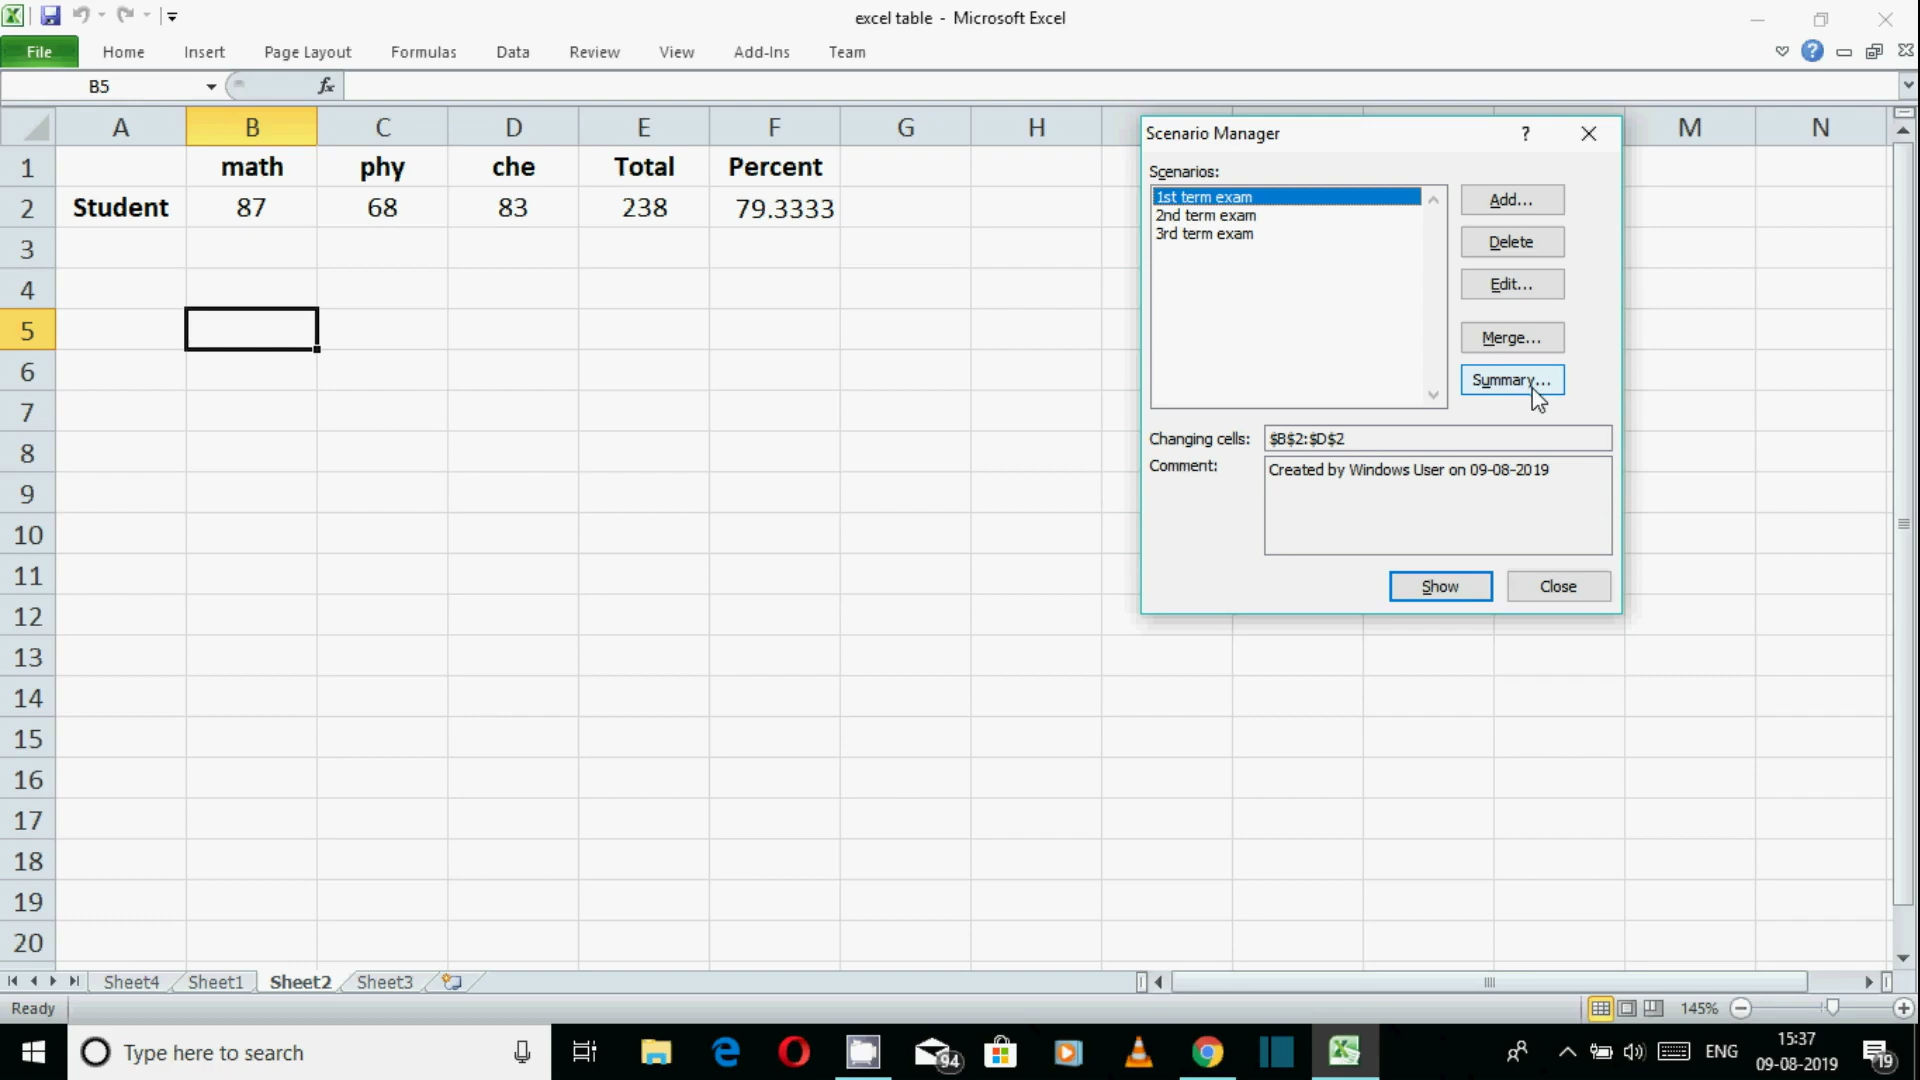 excel table - Microsoft Excel
File Home Insert Page Layout Formulas Data Review View Add-Ins Team
B5 fx
A B C D E F G H M N
1 math phy che Total Percent
2 Student 87 68 83 238 79.3333
3
4
5
6
7
8
9
10
11
12
13
14
15
16
17
18
19
20
Scenario Manager ?
Scenarios:
1st term exam
2nd term exam
3rd term exam
Add...
Delete
Edit...
Merge...
Summary...
Changing cells: $B$2:$D$2
Comment: Created by Windows User on 09-08-2019
Show Close
Sheet4 Sheet1 Sheet2 Sheet3
Ready 145%
Type here to search
94
ENG
15:37
09-08-2019
19